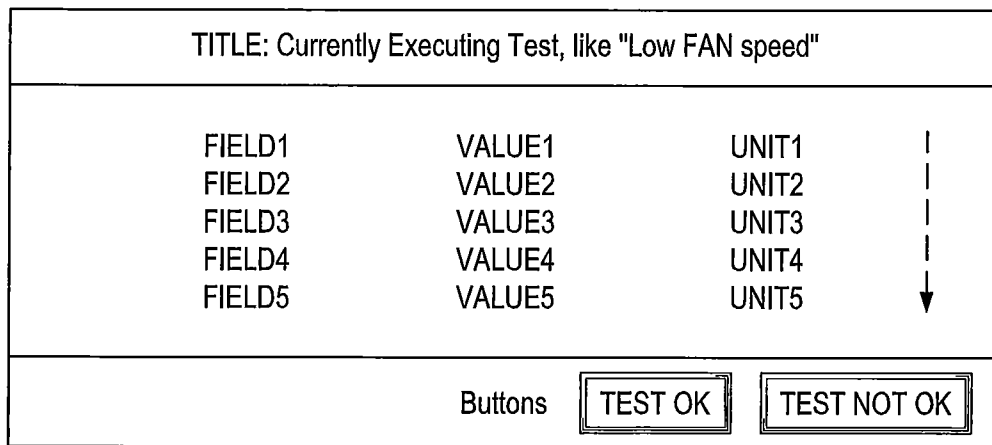 TITLE: Currently Executing Test, like "Low FAN speed"
FIELD1 VALUE1 UNIT1
FIELD2 VALUE2 UNIT2
FIELD3 VALUE3 UNIT3
FIELD4 VALUE4 UNIT4
FIELD5 VALUE5 UNIT5
Buttons TEST OK TEST NOT OK